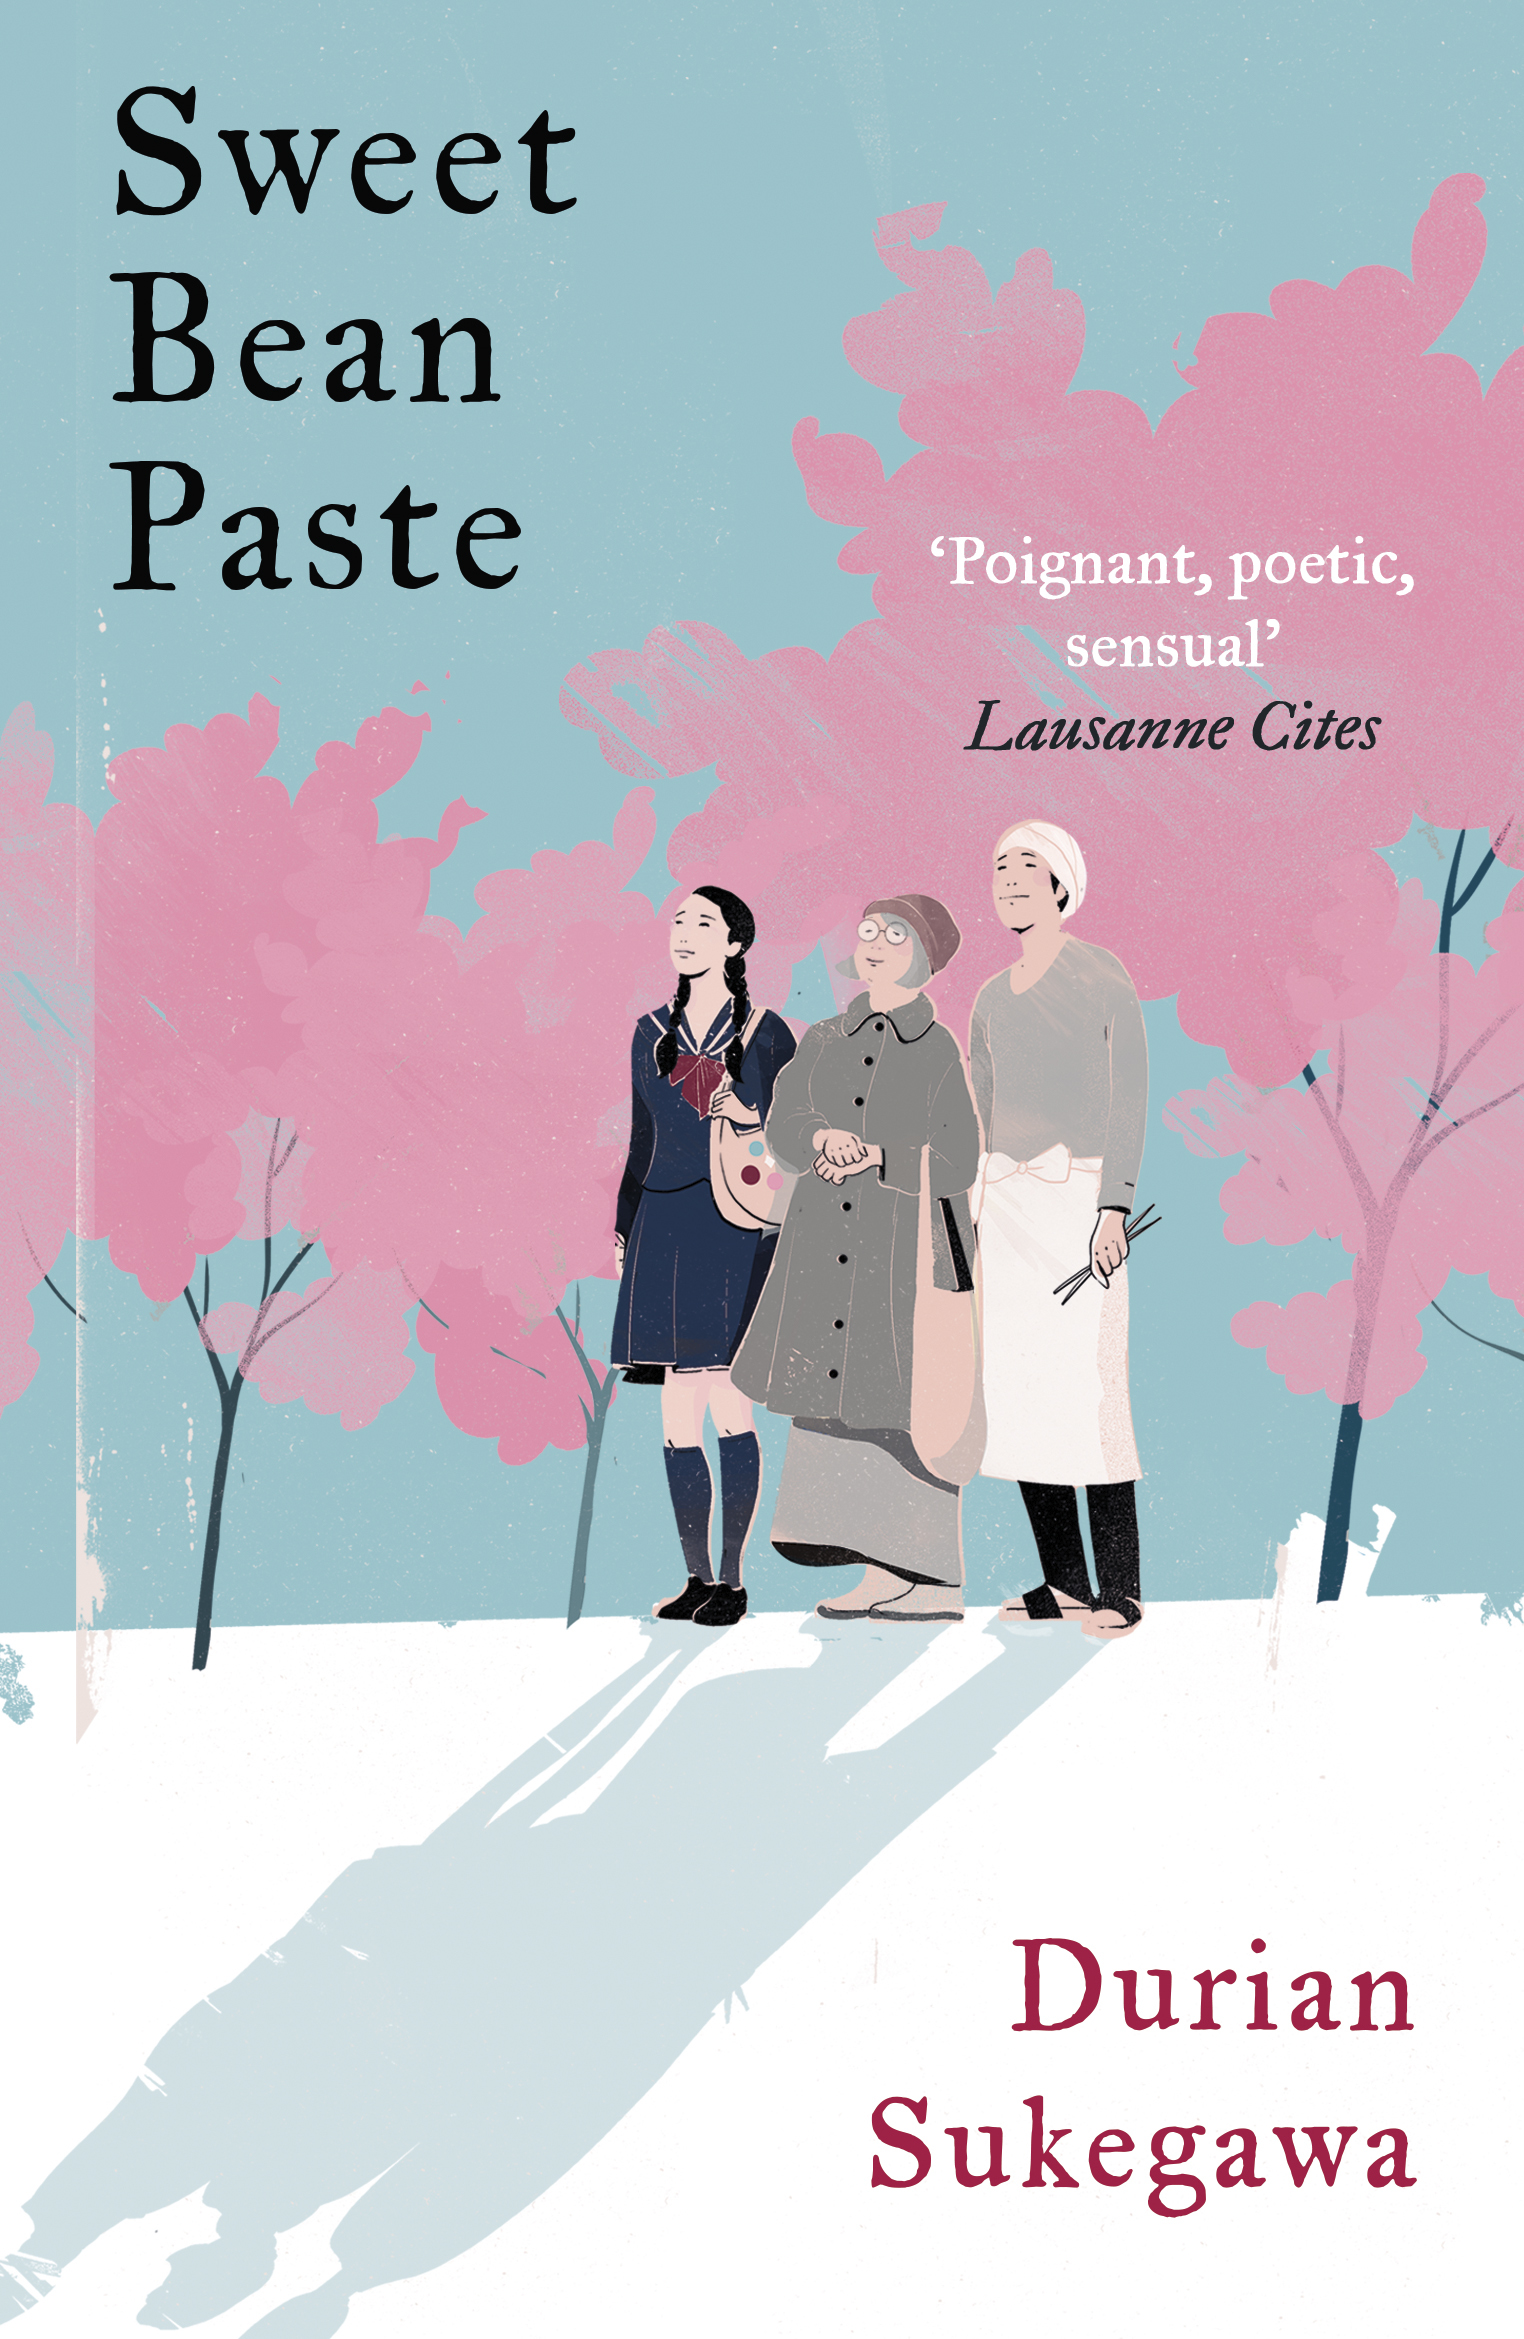 Sweet
Bean
Paste
‘Poignant, poetic,
sensual’
Lausanne Cites
Durian
Sukegawa